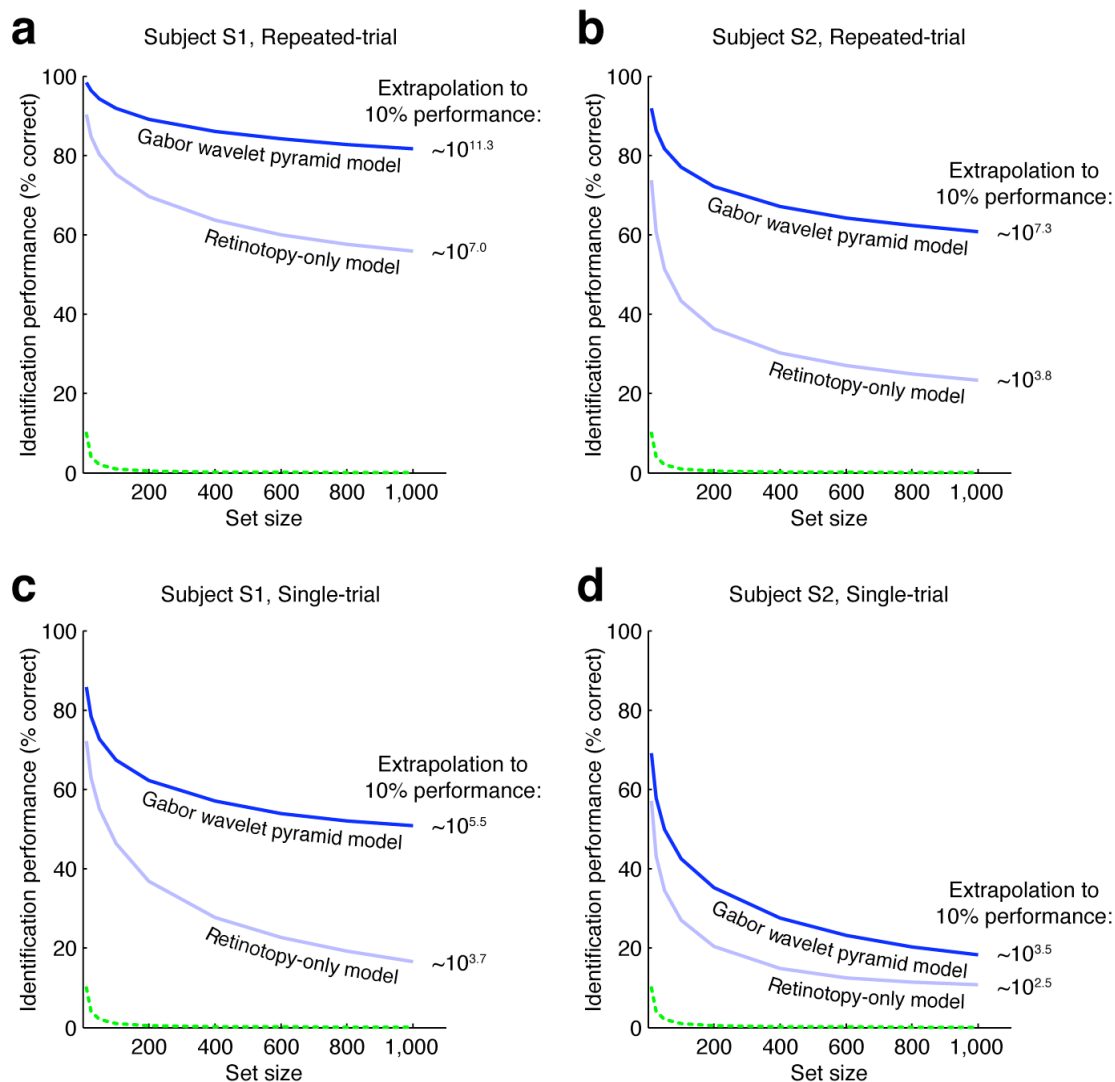 a
Subject S1, Repeated-trial
Identification performance (% correct)
100
80
60
40
20
0
Extrapolation to
10% performance:
Gabor wavelet pyramid model
~10^11.3
Retinotopy-only model
~10^7.0
200 400 600 800 1,000
Set size
b
Subject S2, Repeated-trial
Identification performance (% correct)
100
80
60
40
20
0
Extrapolation to
10% performance:
Gabor wavelet pyramid model
~10^7.3
Retinotopy-only model
~10^3.8
200 400 600 800 1,000
Set size
c
Subject S1, Single-trial
Identification performance (% correct)
100
80
60
40
20
0
Extrapolation to
10% performance:
Gabor wavelet pyramid model
~10^5.5
Retinotopy-only model
~10^3.7
200 400 600 800 1,000
Set size
d
Subject S2, Single-trial
Identification performance (% correct)
100
80
60
40
20
0
Extrapolation to
10% performance:
Gabor wavelet pyramid model
~10^3.5
Retinotopy-only model
~10^2.5
200 400 600 800 1,000
Set size